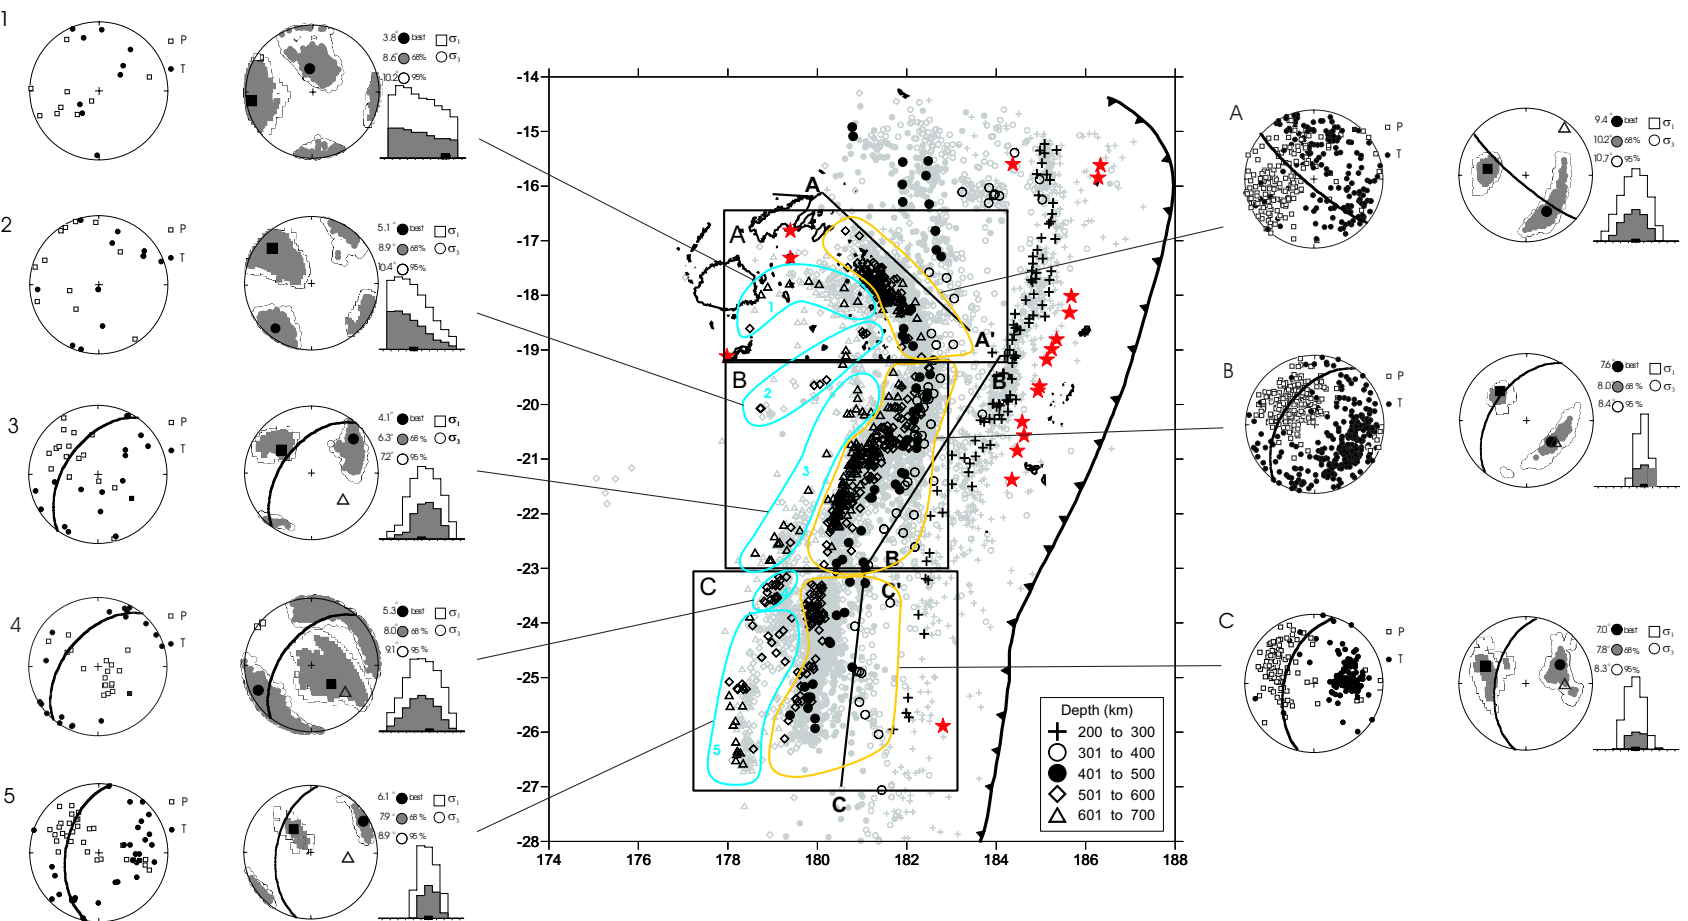 1
P
T
3.8° best σ1
8.6° 68% σ3
10.2° 95%
2
P
T
5.1° best σ1
8.9° 68% σ3
10.4° 95%
3
P
T
4.1° best σ1
6.3° 68% σ3
7.2° 95%
4
P
T
5.3° best σ1
8.0° 68% σ3
9.1 95%
5
P
T
6.1° best σ1
7.9° 68% σ3
8.9° 95%
-14
-15
-16
-17
-18
-19
-20
-21
-22
-23
-24
-25
-26
-27
-28
174
176
178
180
182
184
186
188
A
A
A'
1
2
B
B'
3
B
C
4
C'
5
C
Depth (km)
200 to 300
301 to 400
401 to 500
501 to 600
601 to 700
A
P
T
9.4° best σ1
10.2° 68% σ3
10.7° 95%
B
P
T
7.6° best σ1
8.0° 68% σ3
8.4° 95%
C
P
T
7.0° best σ1
7.8° 68% σ3
8.3° 95%